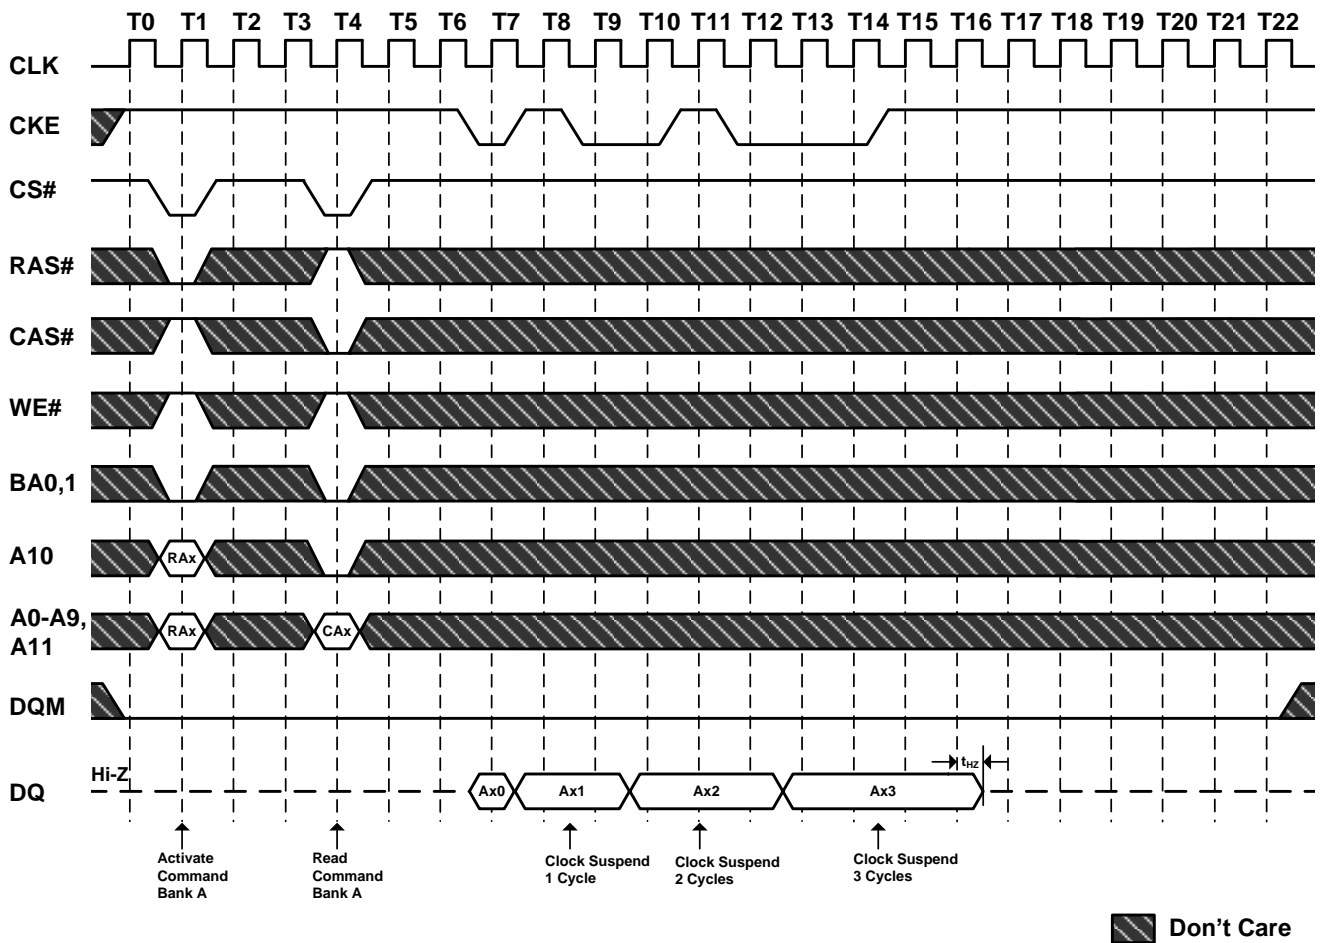 T0 T1 T2 T3 T4 T5 T6 T7 T8 T9 T10 T11 T12 T13 T14 T15 T16 T17 T18 T19 T20 T21 T22
CLK
CKE
CS#
RAS#
CAS#
WE#
BA0,1
A10
RAx
A0-A9,
A11
RAx CAx
DQM
Hi-Z
tHZ
DQ
Ax0 Ax1 Ax2 Ax3
Activate
Command
Bank A
Read
Command
Bank A
Clock Suspend
1 Cycle
Clock Suspend
2 Cycles
Clock Suspend
3 Cycles
Don't Care